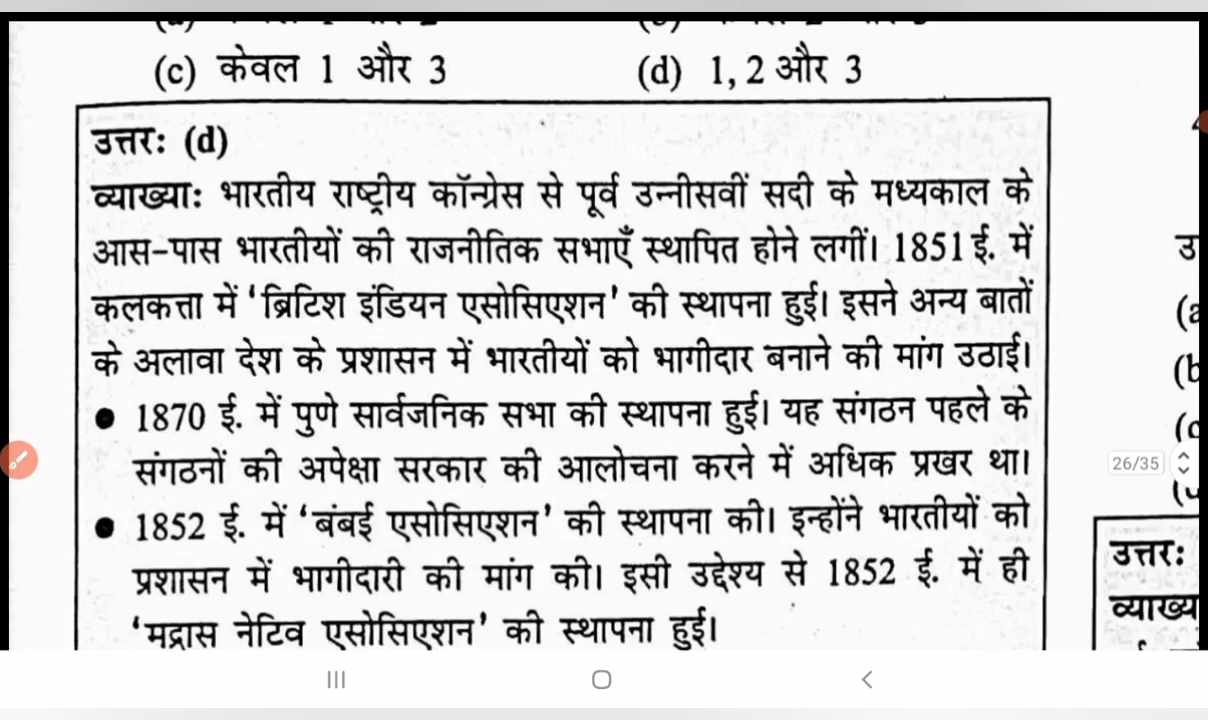 (c) केवल 1 और 3
(d) 1, 2 और 3
उत्तर: (d)
व्याख्या: भारतीय राष्ट्रीय कॉन्ग्रेस से पूर्व उन्नीसवीं सदी के मध्यकाल के
आस-पास भारतीयों की राजनीतिक सभाएँ स्थापित होने लगीं। 1851 ई. में
कलकत्ता में ‘ब्रिटिश इंडियन एसोसिएशन’ की स्थापना हुई। इसने अन्य बातों
के अलावा देश के प्रशासन में भारतीयों को भागीदार बनाने की मांग उठाई।
● 1870 ई. में पुणे सार्वजनिक सभा की स्थापना हुई। यह संगठन पहले के
संगठनों की अपेक्षा सरकार की आलोचना करने में अधिक प्रखर था।
● 1852 ई. में ‘बंबई एसोसिएशन’ की स्थापना की। इन्होंने भारतीयों को
प्रशासन में भागीदारी की मांग की। इसी उद्देश्य से 1852 ई. में ही
‘मद्रास नेटिव एसोसिएशन’ की स्थापना हुई।
26/35
उत्तर: